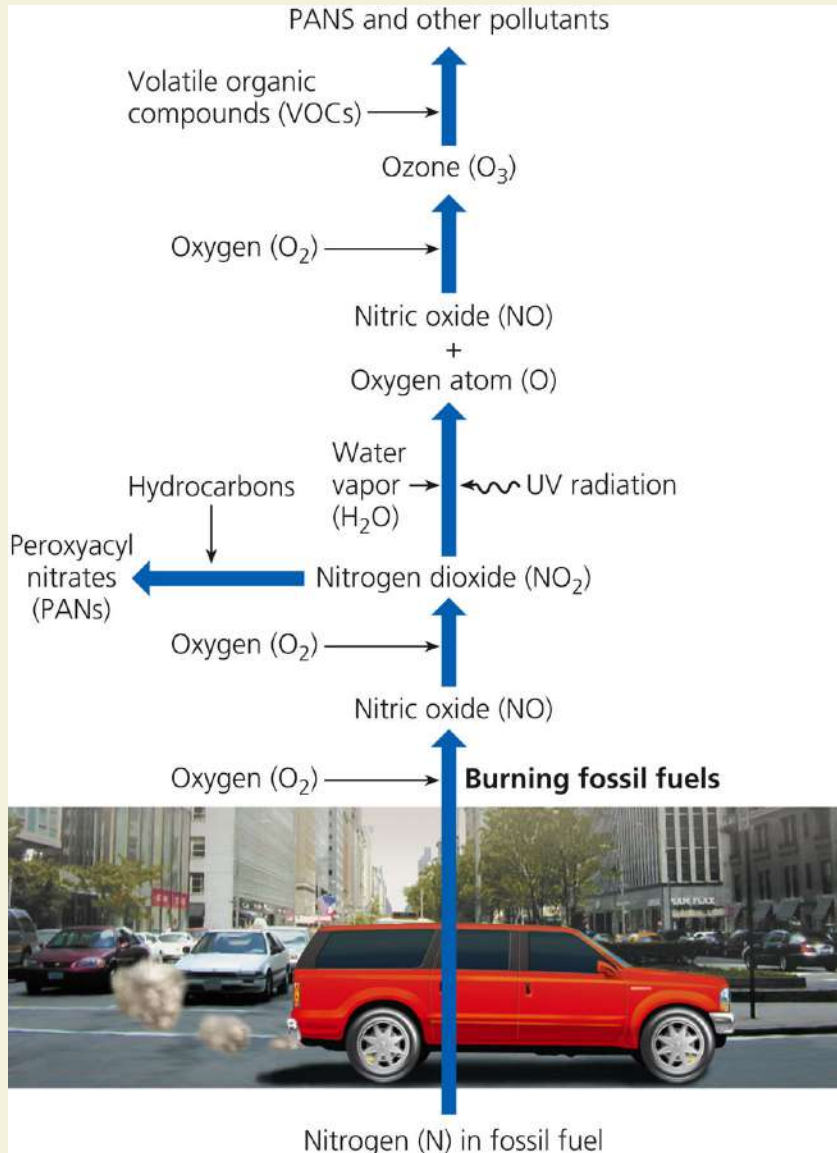 PANS and other pollutants
Volatile organic
compounds (VOCs)
Ozone (O₃)
Oxygen (O₂)
Nitric oxide (NO)
+
Oxygen atom (O)
Water
vapor
(H₂O)
UV radiation
Hydrocarbons
Peroxyacyl
nitrates
(PANs)
Nitrogen dioxide (NO₂)
Oxygen (O₂)
Nitric oxide (NO)
Oxygen (O₂)
Burning fossil fuels
SAM FLAX
Nitrogen (N) in fossil fuel